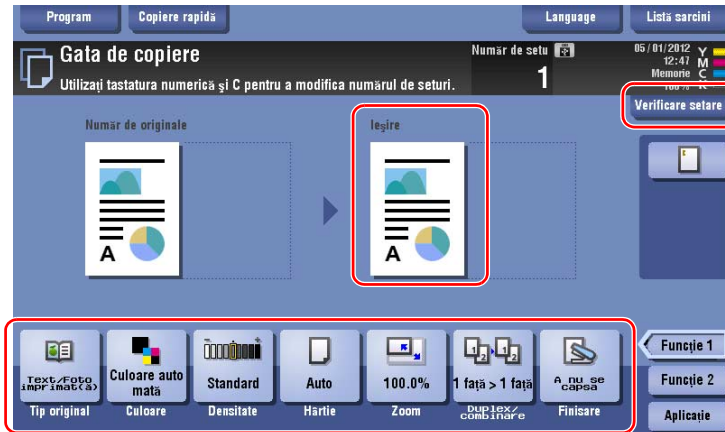 Program
Copiere rapidă
Language
Listă sarcini
Gata de copiere
Utilizați tastatura numerică și C pentru a modifica numărul de seturi.
Număr de setu
1
05/01/2012
12:47
Memorie
100%
Y
M
C
K
Verificare setare
Număr de originale
Ieşire
A
A
Text/Foto
imprimat(ă)
Tip original
Culoare auto
mată
Culoare
Standard
Densitate
Auto
Hârtie
100.0%
Zoom
1 față > 1 față
Duplex/
combinare
A nu se
capsa
Finisare
Funcție 1
Funcție 2
Aplicație